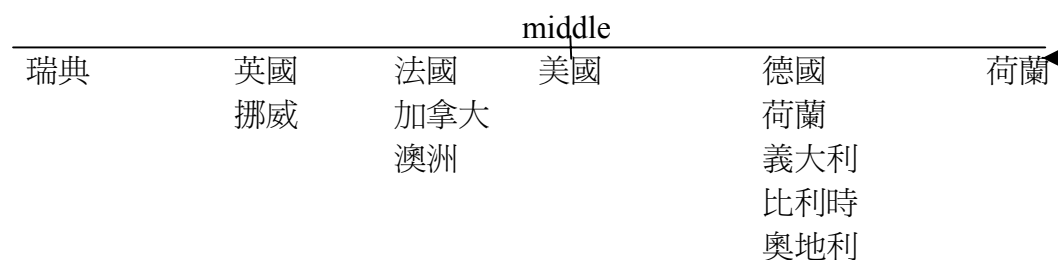 middle
瑞典 英國 法國 美國 德國 荷蘭
挪威 加拿大 荷蘭
澳洲 義大利
比利時
奧地利